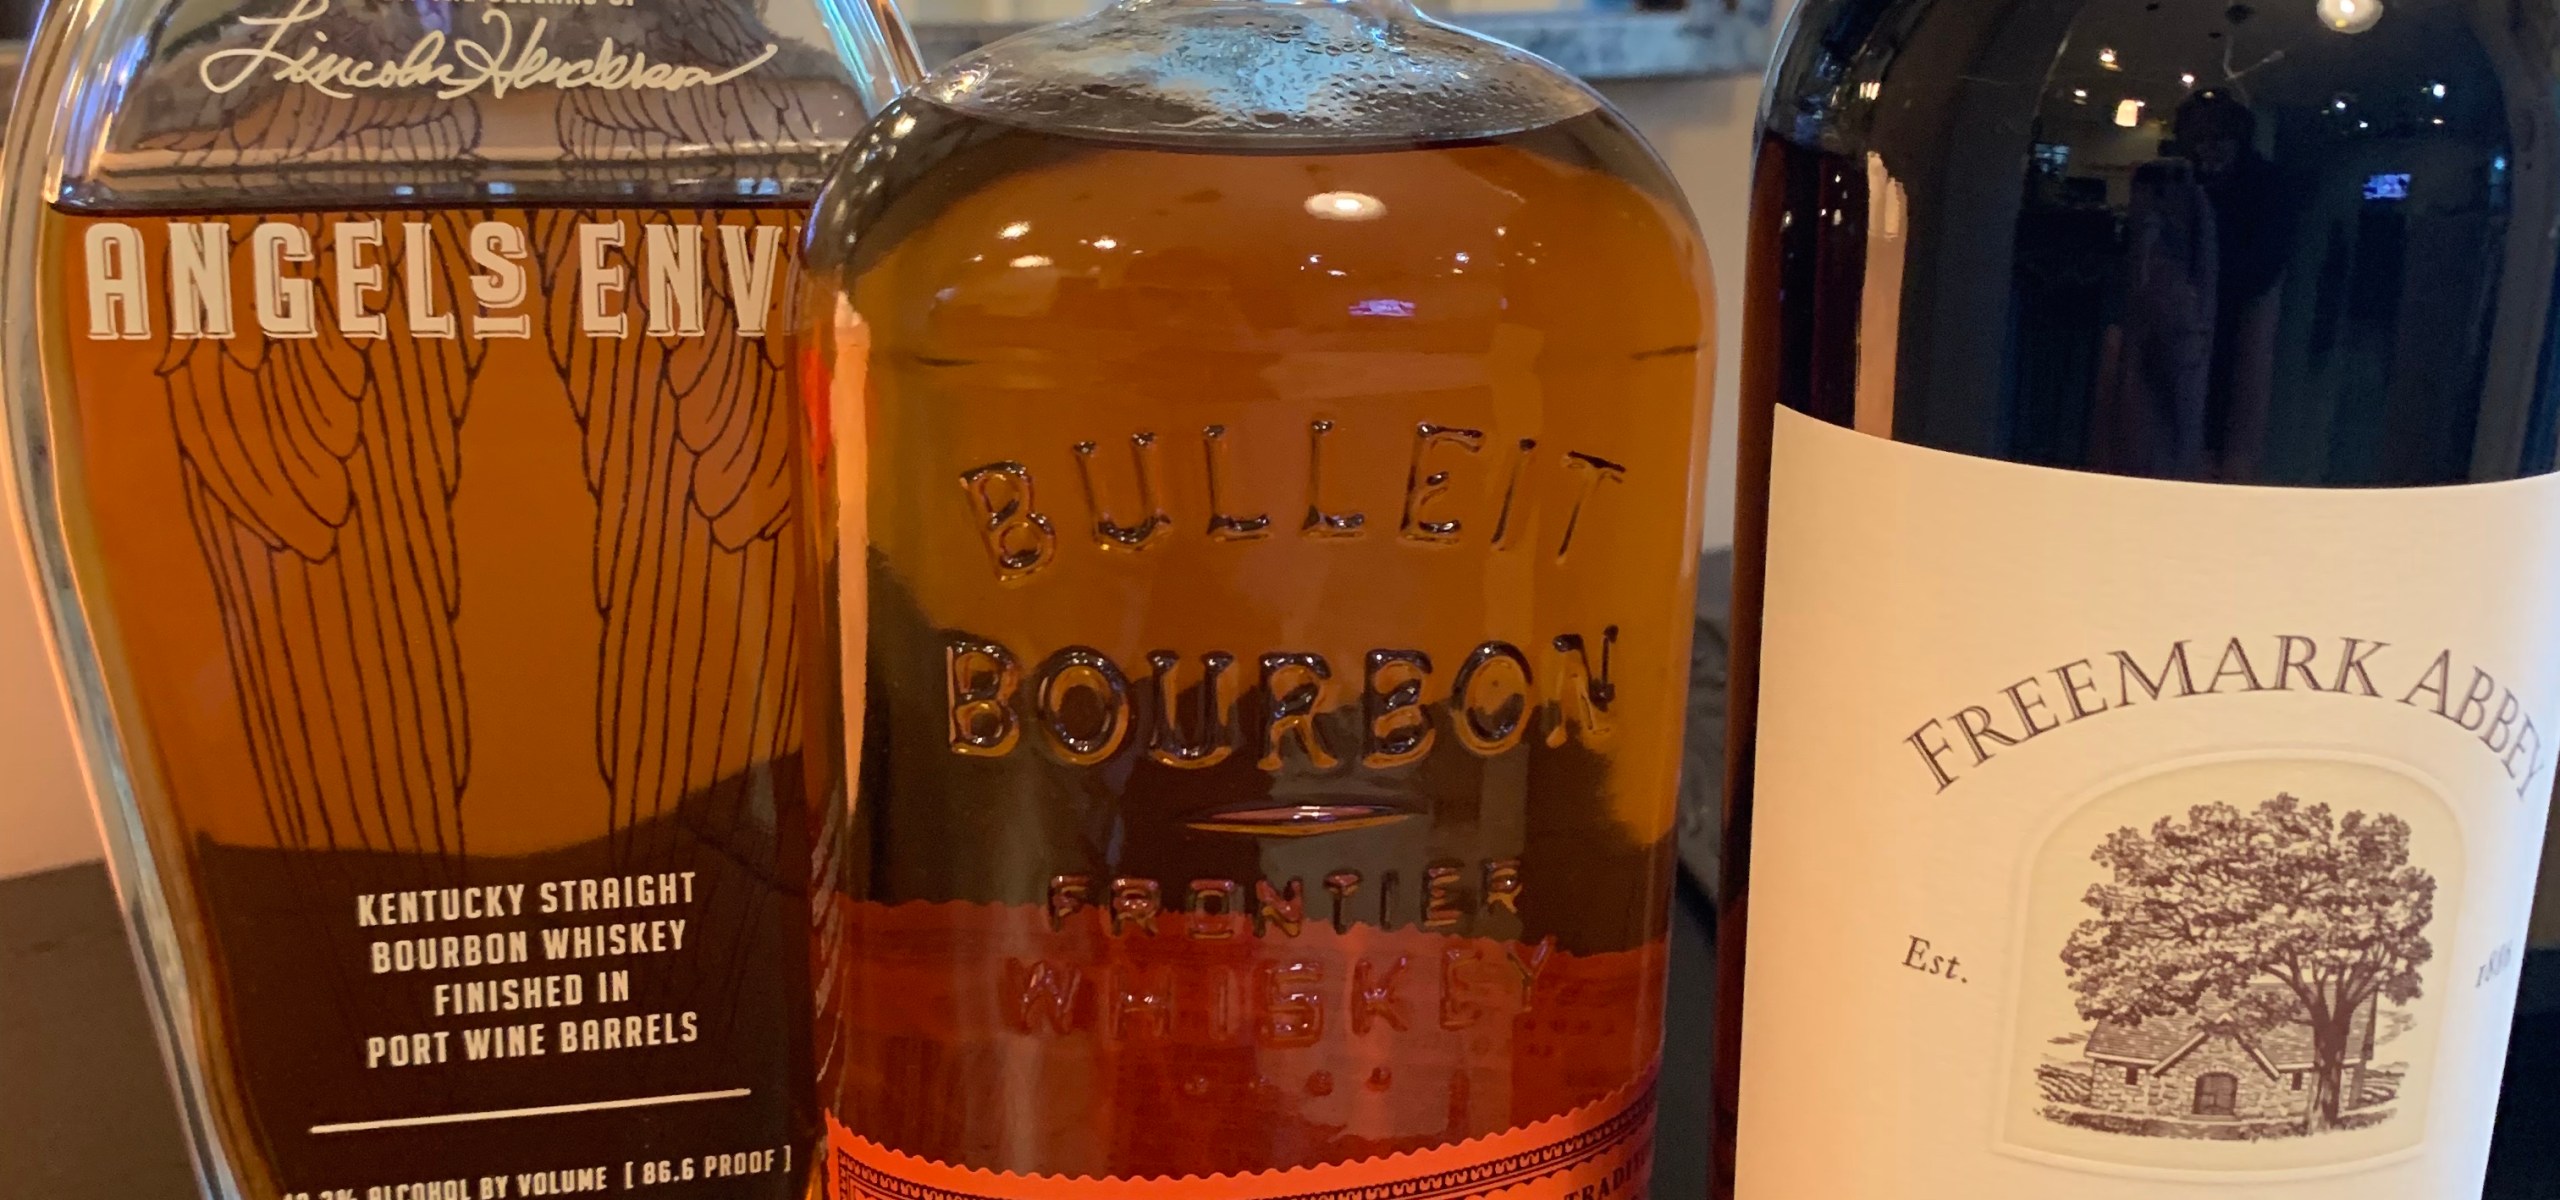 Lincoln Henderson
ANGELS ENV
KENTUCKY STRAIGHT
BOURBON WHISKEY
FINISHED IN
PORT WINE BARRELS
ALCOHOL BY VOLUME [ 86.6 PROOF ]
BULLEIT
BOURBON
FRONTIER
WHISKEY
FREEMARK ABBEY
Est. 1886